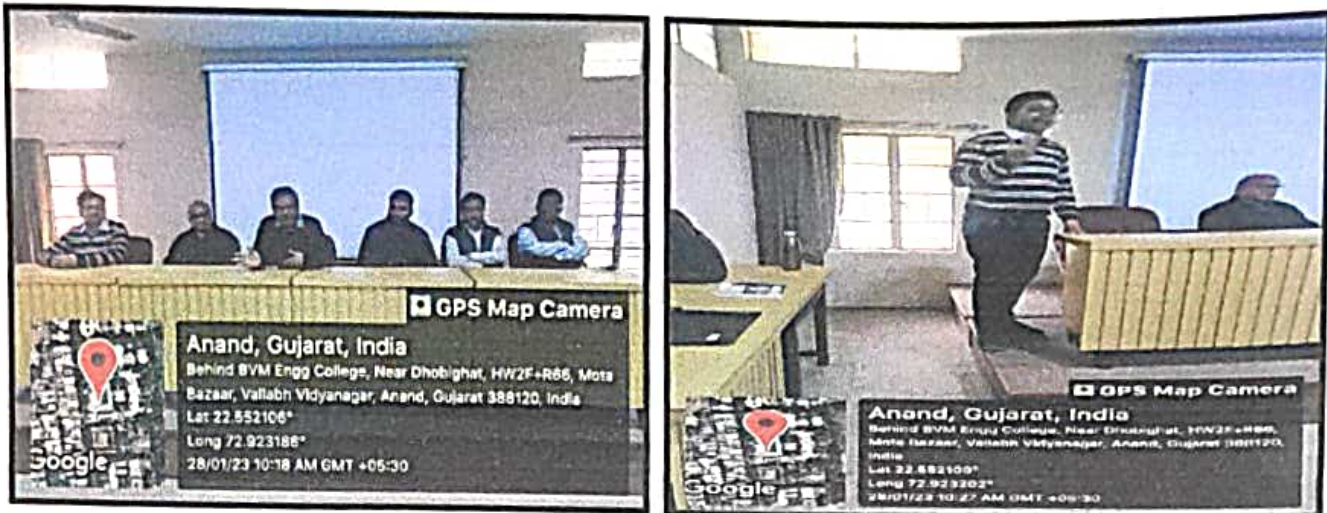 GPS Map Camera
Anand, Gujarat, India
Behind BVM Engg College, Near Dhobighat, HW2F+R66, Mota
Bazaar, Vallabh Vidyanagar, Anand, Gujarat 388120, India
Lat 22.552106°
Long 72.923186°
28/01/23 10:18 AM GMT +05:30
Google
GPS Map Camera
Anand, Gujarat, India
Behind BVM Engg College, Near Dhobighat, HW2F+R66,
Mota Bazaar, Vallabh Vidyanagar, Anand, Gujarat 388120,
India
Lat 22.552109°
Long 72.923202°
28/01/23 10:27 AM GMT +05:30
Google